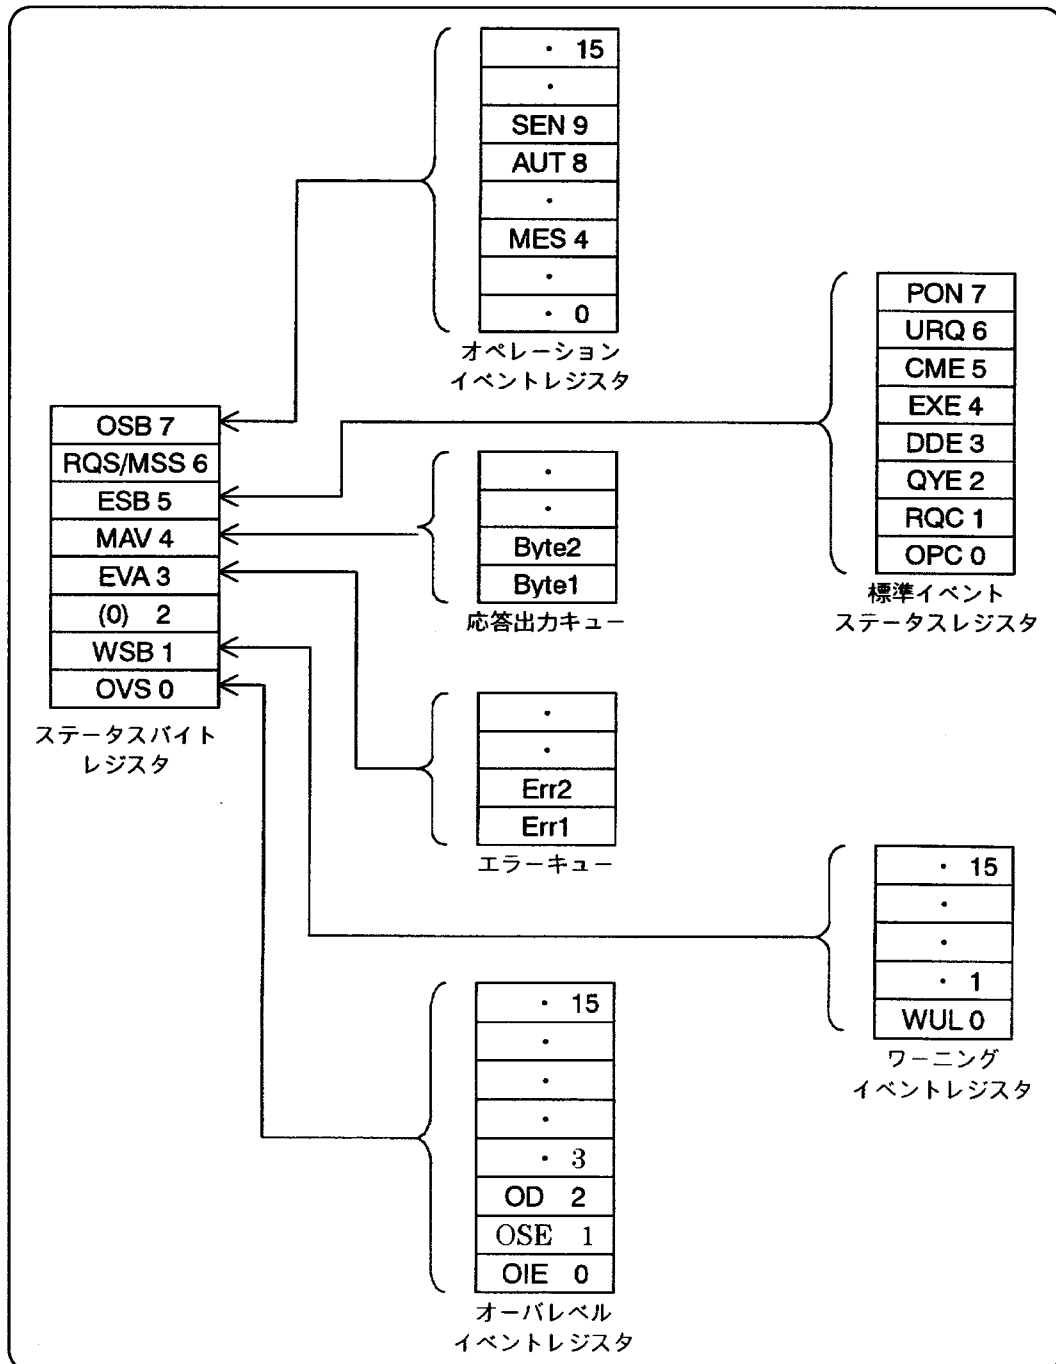 · 15
·
SEN 9
AUT 8
·
MES 4
·
· 0
オペレーション
イベントレジスタ
PON 7
URQ 6
CME 5
EXE 4
DDE 3
QYE 2
RQC 1
OPC 0
標準イベント
ステータスレジスタ
OSB 7
RQS/MSS 6
ESB 5
MAV 4
EVA 3
(0) 2
WSB 1
OVS 0
ステータスバイト
レジスタ
·
·
Byte2
Byte1
応答出力キュー
·
·
Err2
Err1
エラーキュー
· 15
·
·
· 1
WUL 0
ワーニング
イベントレジスタ
· 15
·
·
·
· 3
OD 2
OSE 1
OIE 0
オーバレベル
イベントレジスタ